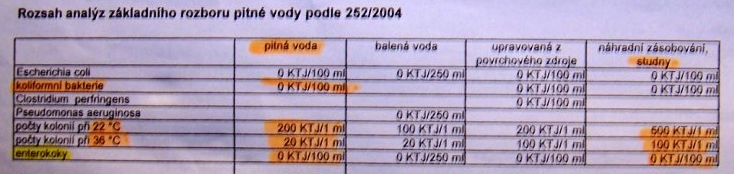 Rozsah analýz základního rozboru pitné vody podle 252/2004
pitná voda balená voda upravovaná z povrchového zdroje náhradní zásobování, studny
Escherichia coli 0 KTJ/100 ml 0 KTJ/250 ml 0 KTJ/100 ml 0 KTJ/100 ml
koliformní bakterie 0 KTJ/100 ml 0 KTJ/100 ml 0 KTJ/100 ml
Clostridium perfringens 0 KTJ/100 ml
Pseudomonas aeruginosa 0 KTJ/250 ml
počty kolonií při 22 °C 200 KTJ/1 ml 100 KTJ/1 ml 200 KTJ/1 ml 500 KTJ/1 ml
počty kolonií při 36 °C 20 KTJ/1 ml 20 KTJ/1 ml 100 KTJ/1 ml 100 KTJ/1 ml
enterokoky 0 KTJ/100 ml 0 KTJ/250 ml 0 KTJ/100 ml 0 KTJ/100 ml